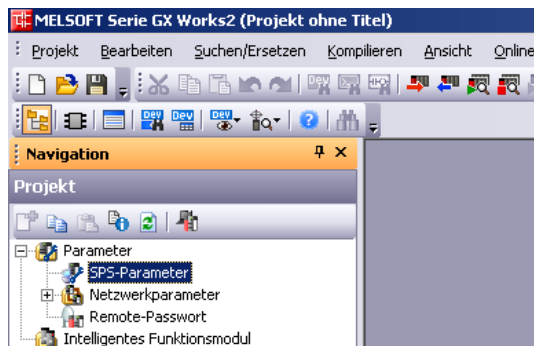 MELSOFT Serie GX Works2 (Projekt ohne Titel)
Projekt Bearbeiten Suchen/Ersetzen Kompilieren Ansicht Online
Navigation
Projekt
Parameter
SPS-Parameter
Netzwerkparameter
Remote-Passwort
Intelligentes Funktionsmodul